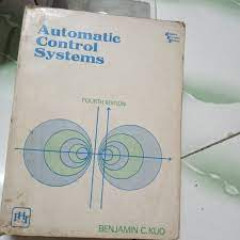 Automatic
Control
Systems
FOURTH EDITION
BENJAMIN C. KUO